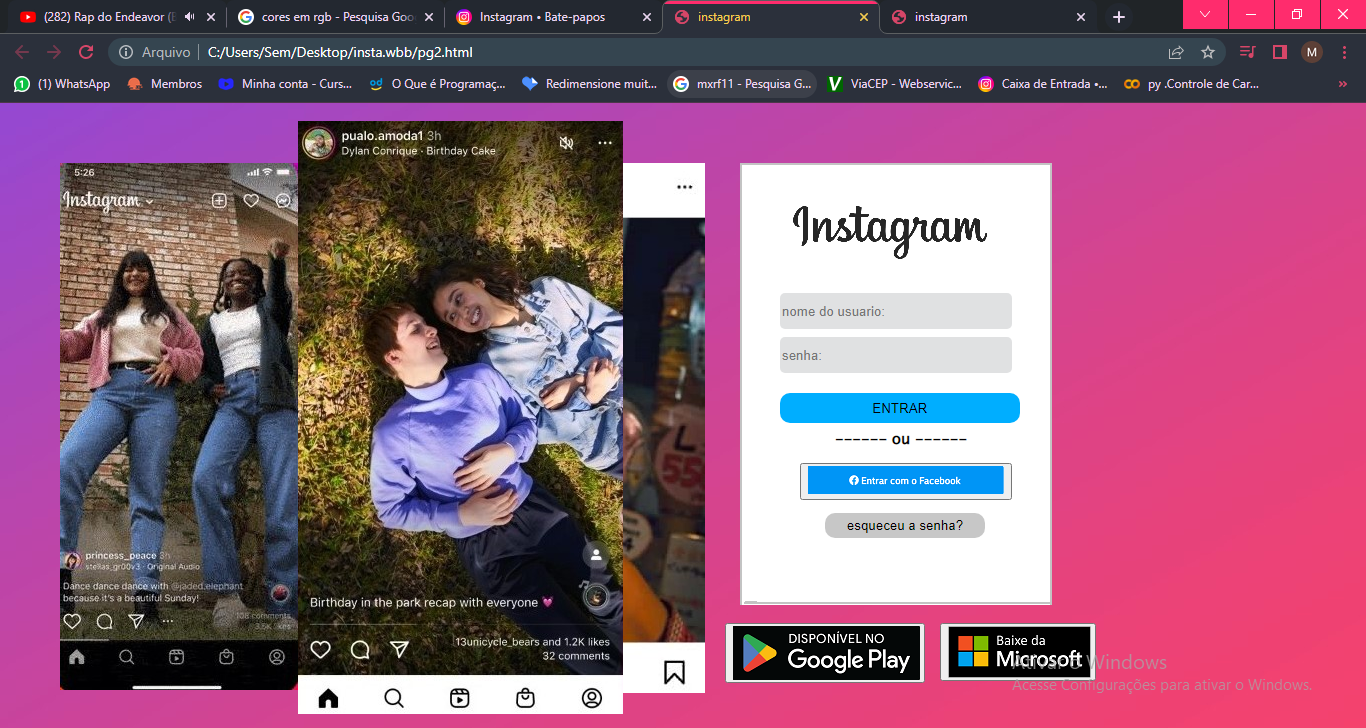 (282) Rap do Endeavor (
cores em rgb - Pesquisa Goo
Instagram • Bate-papos
instagram
instagram
Arquivo
C:/Users/Sem/Desktop/insta.wbb/pg2.html
M
(1) WhatsApp
Membros
Minha conta - Curs...
O Que é Programaç...
Redimensione muit...
mxrf11 - Pesquisa G...
ViaCEP - Webservic...
Caixa de Entrada •...
py .Controle de Car...
5:26
Instagram
princess_peace 3h
stellas_gr00v3 · Original Audio
Dance dance dance with @jaded.elephant
because it's a beautiful Sunday!
108 comments
pualo.amoda1 3h
Dylan Conrique · Birthday Cake
Birthday in the park recap with everyone 💓
13unicycle_bears and 1.2K likes
32 comments
L
55
Instagram
nome do usuario:
senha:
ENTRAR
------ ou ------
Entrar com o Facebook
esqueceu a senha?
DISPONÍVEL NO
Google Play
Baixe da
Microsoft
Ativar o Windows
Acesse Configurações para ativar o Windows.